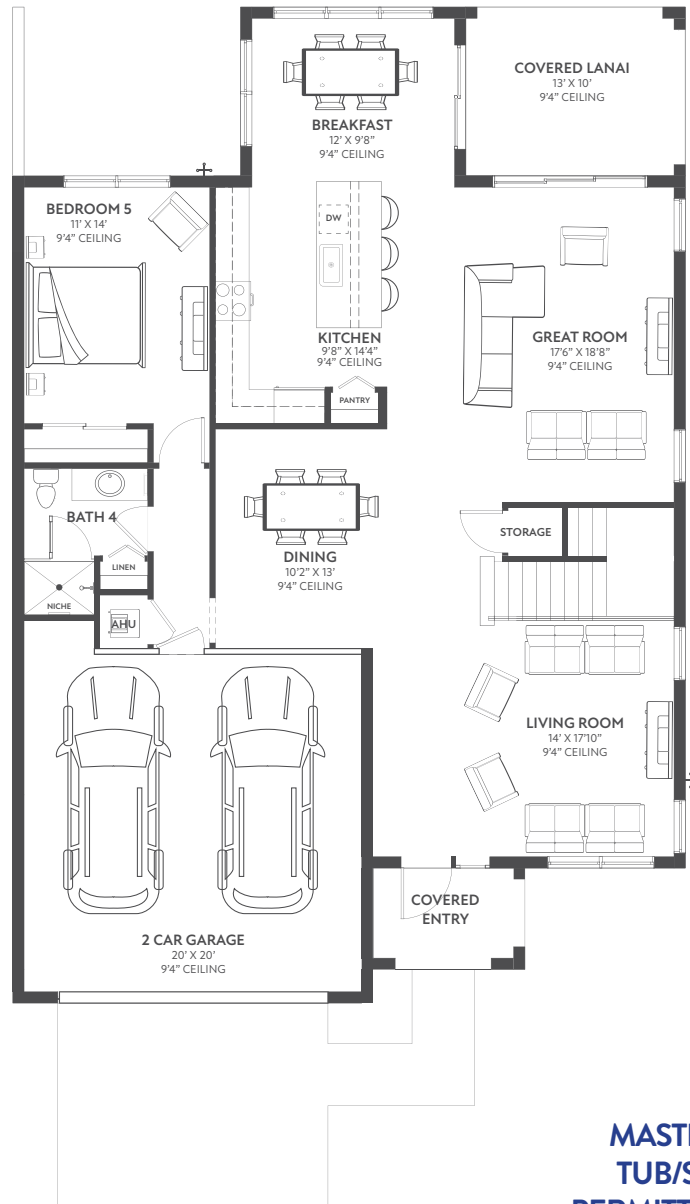 COVERED LANAI
13' X 10'
9'4" CEILING
BREAKFAST
12' X 9'8"
9'4" CEILING
BEDROOM 5
11' X 14'
9'4" CEILING
DW
KITCHEN
9'8" X 14'4"
9'4" CEILING
GREAT ROOM
17'6" X 18'8"
9'4" CEILING
PANTRY
BATH 4
STORAGE
DINING
10'2" X 13'
9'4" CEILING
LINEN
NICHE
AHU
LIVING ROOM
14' X 17'10"
9'4" CEILING
COVERED
ENTRY
2 CAR GARAGE
20' X 20'
9'4" CEILING